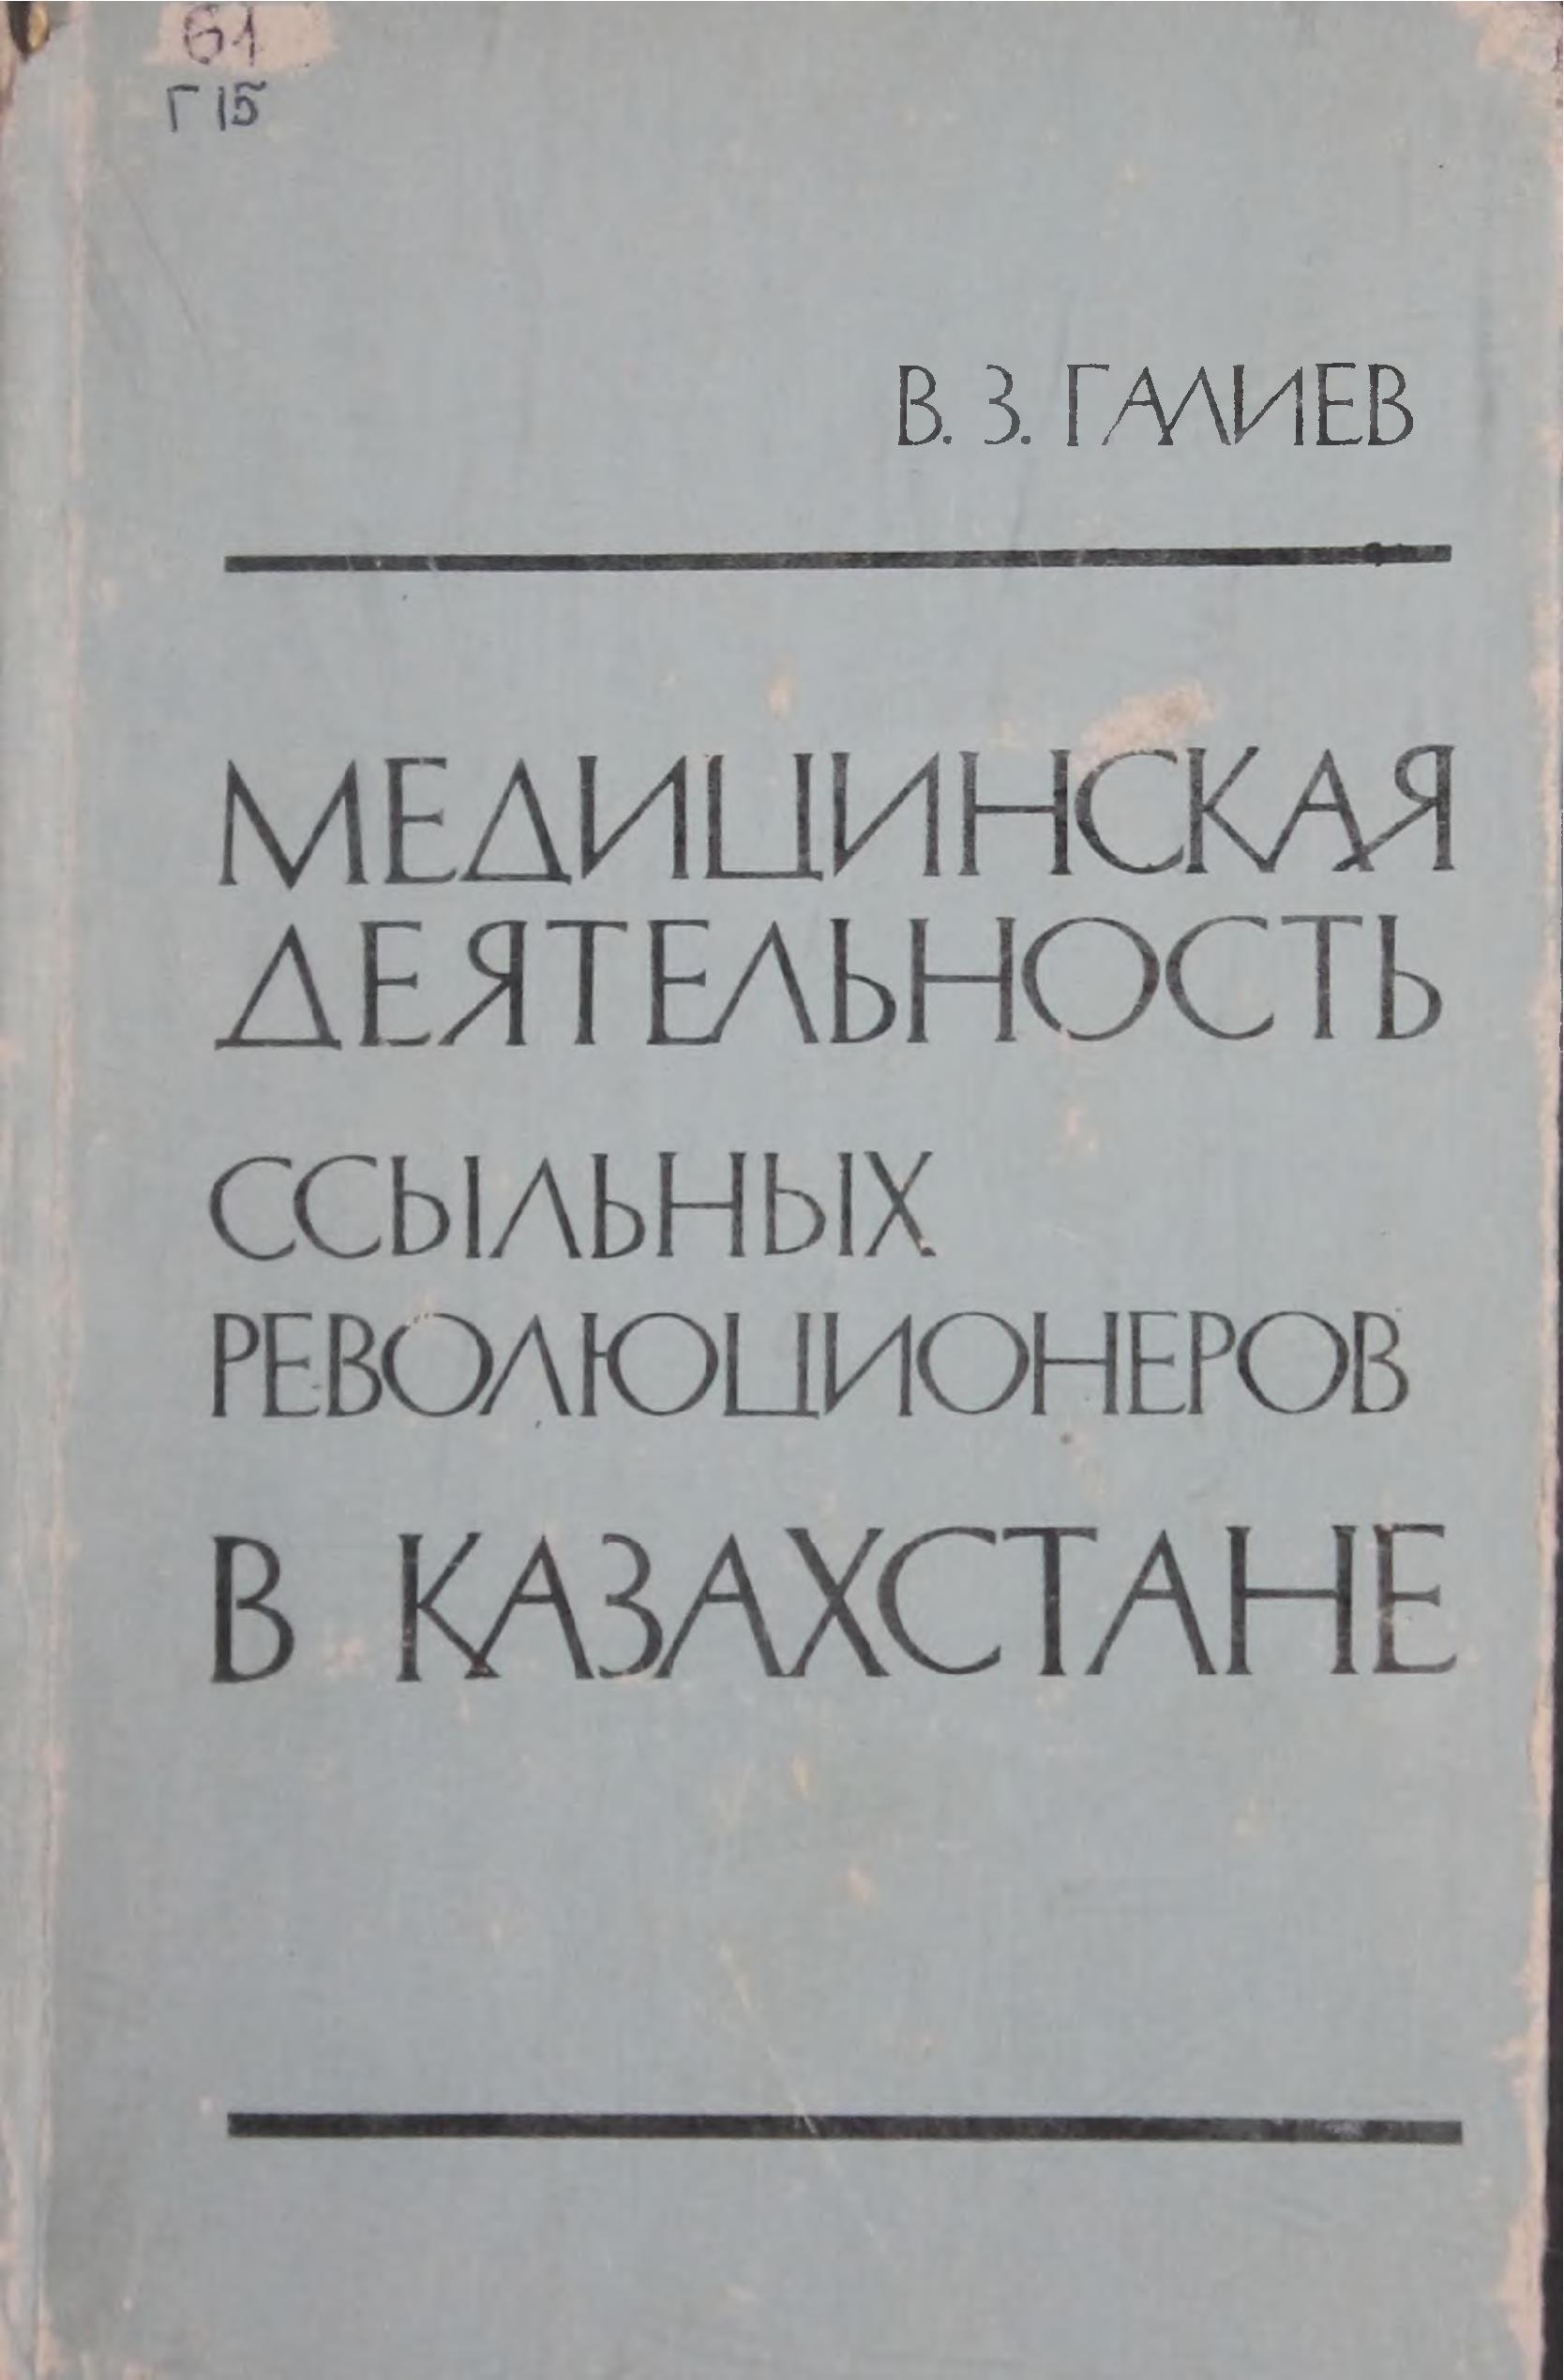 61
Г 15
В. З. ГАЛИЕВ
МЕДИЦИНСКАЯ
ДЕЯТЕЛЬНОСТЬ
ССЫЛЬНЫХ
РЕВОЛЮЦИОНЕРОВ
В КАЗАХСТАНЕ